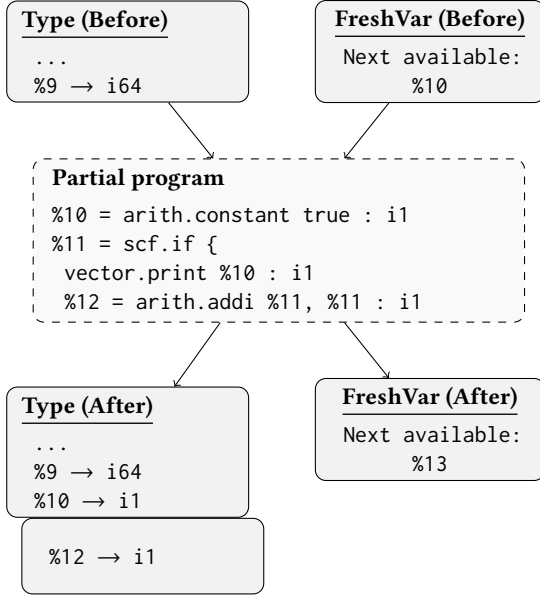 Type (Before)
...
%9 → i64
FreshVar (Before)
Next available:
%10
Partial program
%10 = arith.constant true : i1
%11 = scf.if {
vector.print %10 : i1
%12 = arith.addi %11, %11 : i1
Type (After)
...
%9 → i64
%10 → i1
%12 → i1
FreshVar (After)
Next available:
%13